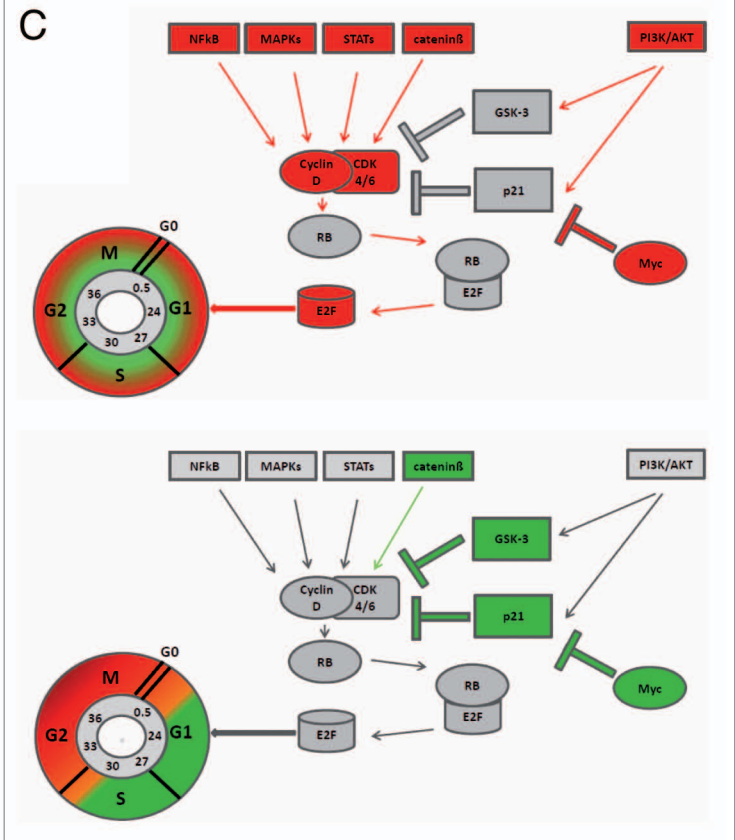 C
NFkB MAPKs STATs cateninß PI3K/AKT
GSK-3
Cyclin D CDK 4/6
p21
RB
RB
E2F
Myc
E2F
G0
M
G1
G2
S
36 0.5
33 24
30 27
NFkB MAPKs STATs cateninß PI3K/AKT
GSK-3
Cyclin D CDK 4/6
p21
RB
RB
E2F
Myc
E2F
G0
M
G1
G2
S
36 0.5
33 24
30 27